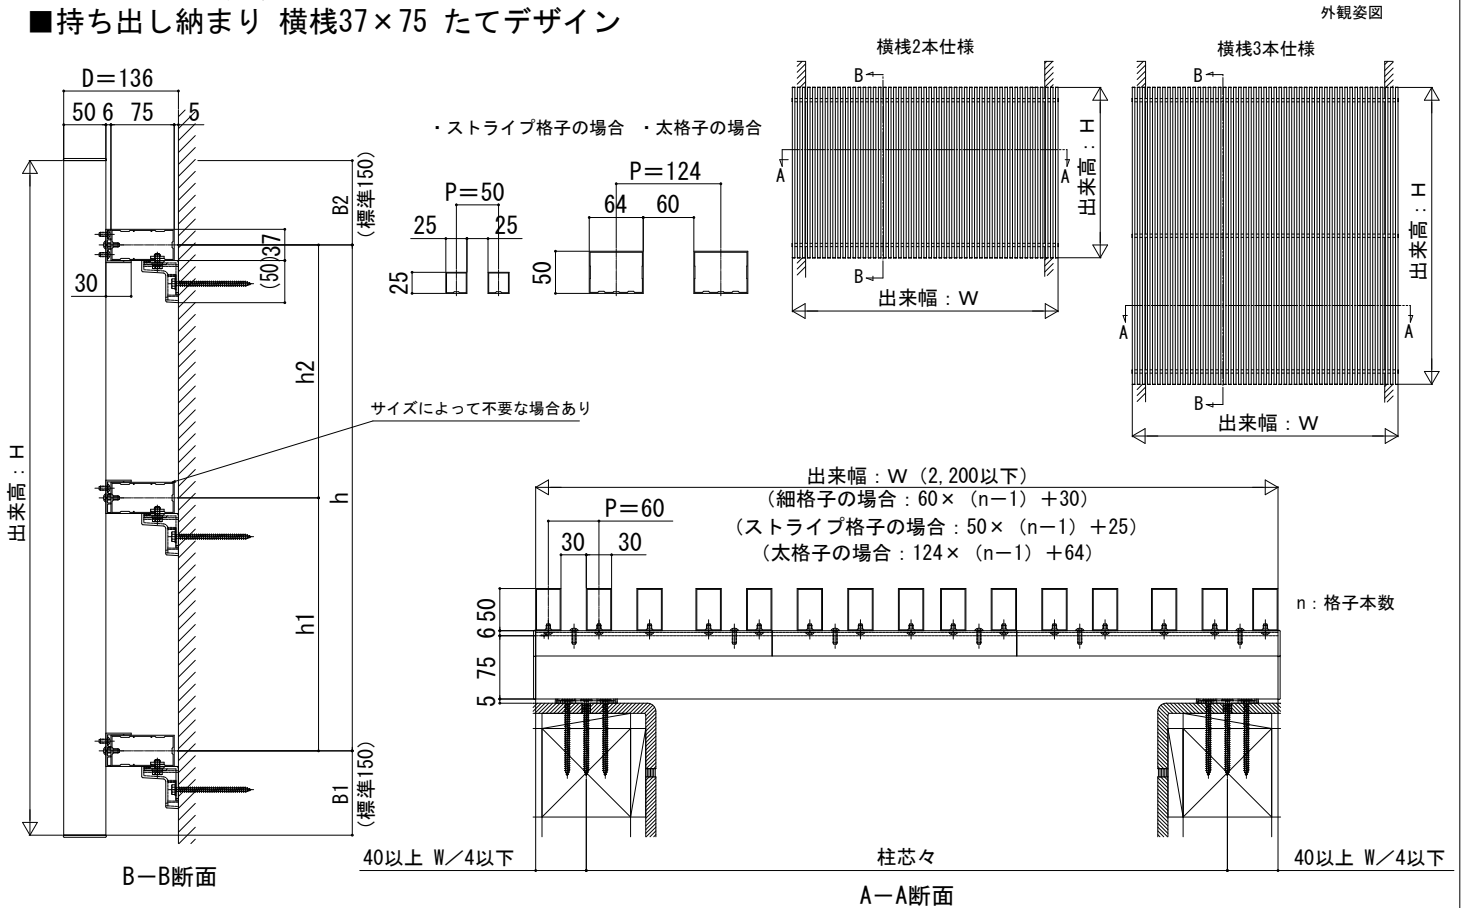 ■持ち出し納まり 横桟37×75 たてデザイン
外観姿図
横桟2本仕様
横桟3本仕様
D=136
50 6 75 5
・ストライプ格子の場合 ・太格子の場合
P=50
25 25
25
P=124
64 60
50
B2
(標準150)
37
(50)
30
h2
サイズによって不要な場合あり
h
h1
出来高:H
B1
(標準150)
B-B断面
B
A A
B
出来高:H
出来幅:W
B
A A
B
出来高:H
出来幅:W
出来幅:W(2,200以下)
(細格子の場合:60×(n-1)+30)
(ストライプ格子の場合:50×(n-1)+25)
(太格子の場合:124×(n-1)+64)
P=60
30 30
n:格子本数
50
6
75
5
40以上 W/4以下
柱芯々
40以上 W/4以下
A-A断面